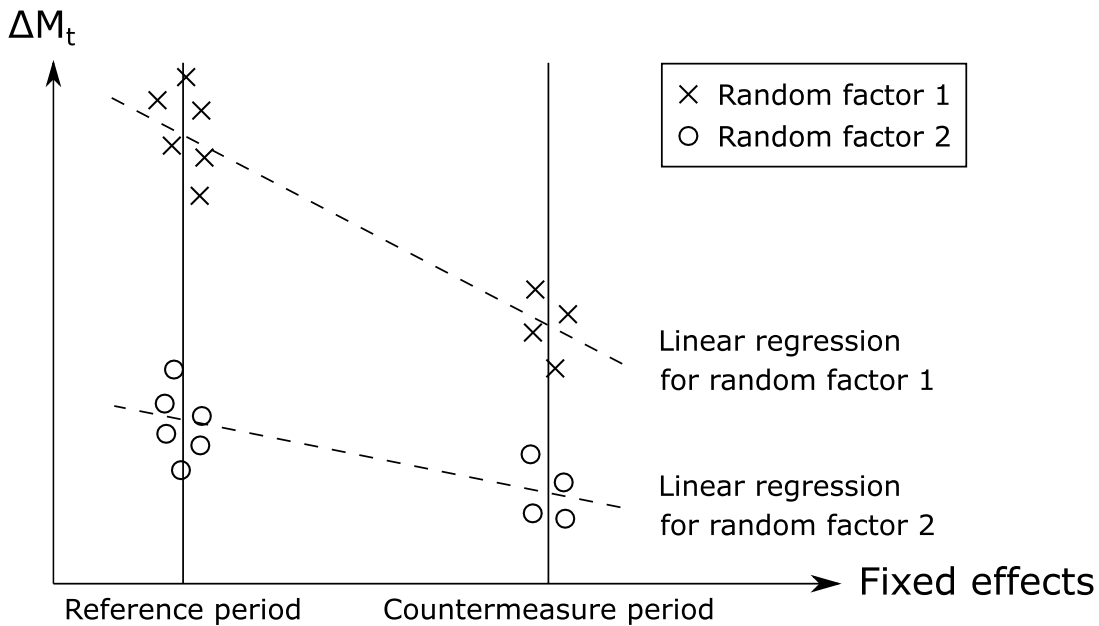 ΔMt
Random factor 1
Random factor 2
Linear regression
for random factor 1
Linear regression
for random factor 2
Fixed effects
Reference period
Countermeasure period